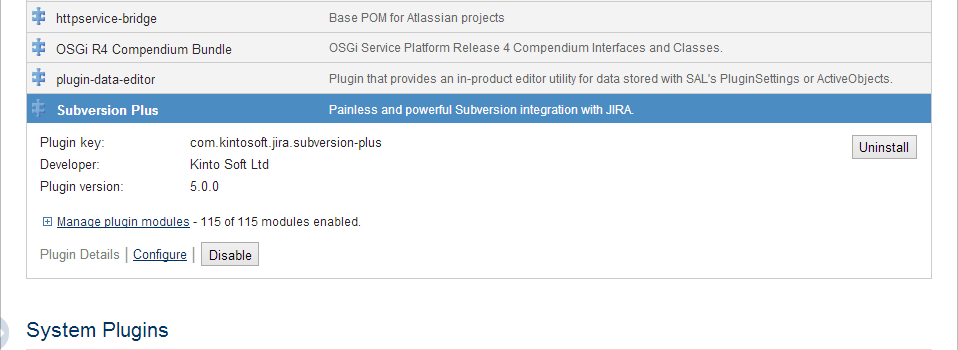 httpservice-bridge Base POM for Atlassian projects
OSGi R4 Compendium Bundle OSGi Service Platform Release 4 Compendium Interfaces and Classes.
plugin-data-editor Plugin that provides an in-product editor utility for data stored with SAL's PluginSettings or ActiveObjects.
Subversion Plus Painless and powerful Subversion integration with JIRA.
Plugin key: com.kintosoft.jira.subversion-plus Uninstall
Developer: Kinto Soft Ltd
Plugin version: 5.0.0
Manage plugin modules - 115 of 115 modules enabled.
Plugin Details | Configure | Disable
System Plugins